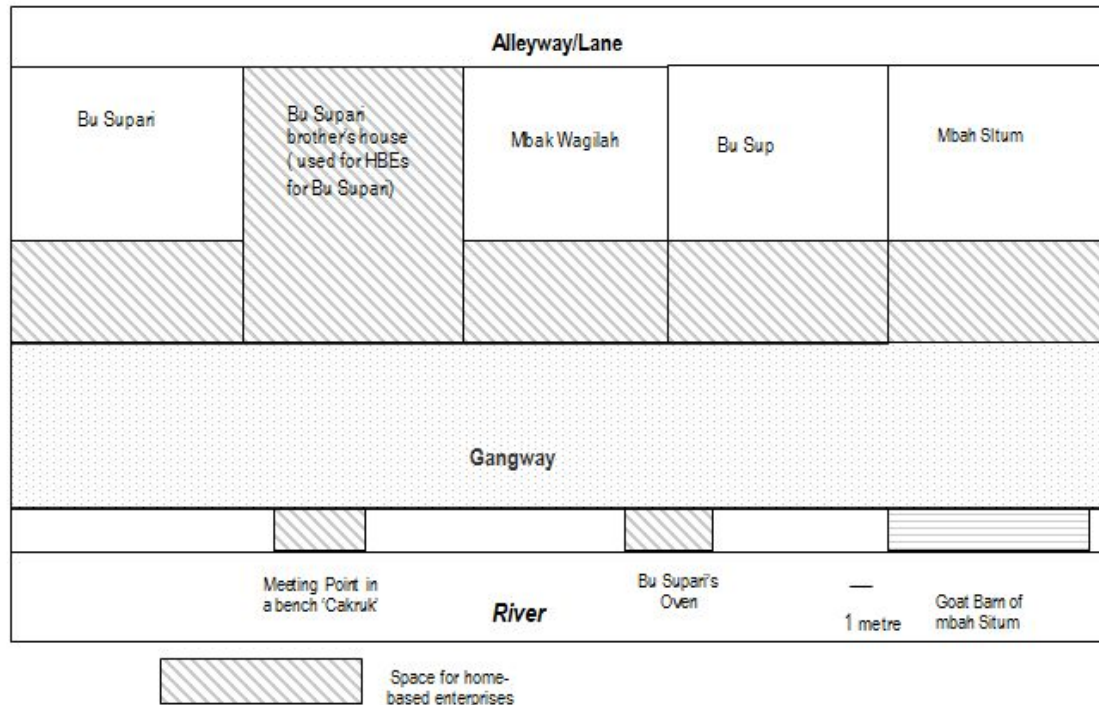 Alleyway/Lane
Bu Supari
Bu Supari
brother's house
( used for HBEs
for Bu Supari)
Mbak Wagilah
Bu Sup
Mbah SItum
Gangway
Meeting Point in
a bench 'Cakruk'
River
Bu Supari's
Oven
1 metre
Goat Barn of
mbah Situm
Space for home-
based enterprises